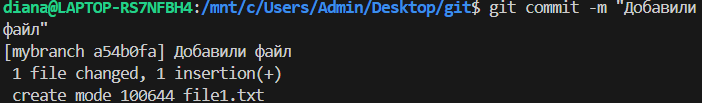 diana@LAPTOP-RS7NFBH4:/mnt/c/Users/Admin/Desktop/git$ git commit -m "Добавили
файл"
[mybranch a54b0fa] Добавили файл
 1 file changed, 1 insertion(+)
 create mode 100644 file1.txt